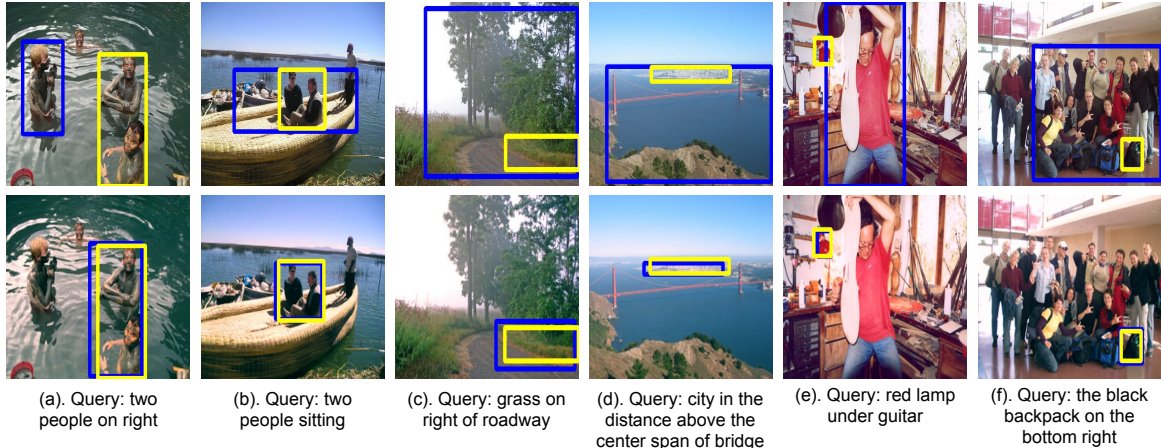 (a). Query: two
people on right
(b). Query: two
people sitting
(c). Query: grass on
right of roadway
(d). Query: city in the
distance above the
center span of bridge
(e). Query: red lamp
under guitar
(f). Query: the black
backpack on the
bottom right